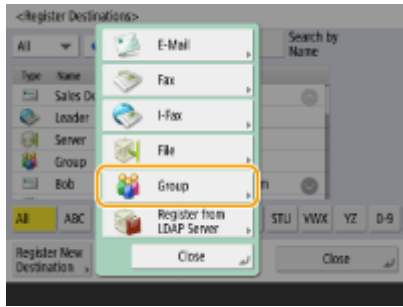 <Register Destinations>
All
Search by
Name
Type Name
Sales De
Leader
Server
Group
Bob
E-Mail
Fax
I-Fax
File
Group
Register from
LDAP Server
Close
All ABC STU VWX YZ 0-9
Register New
Destination
Close